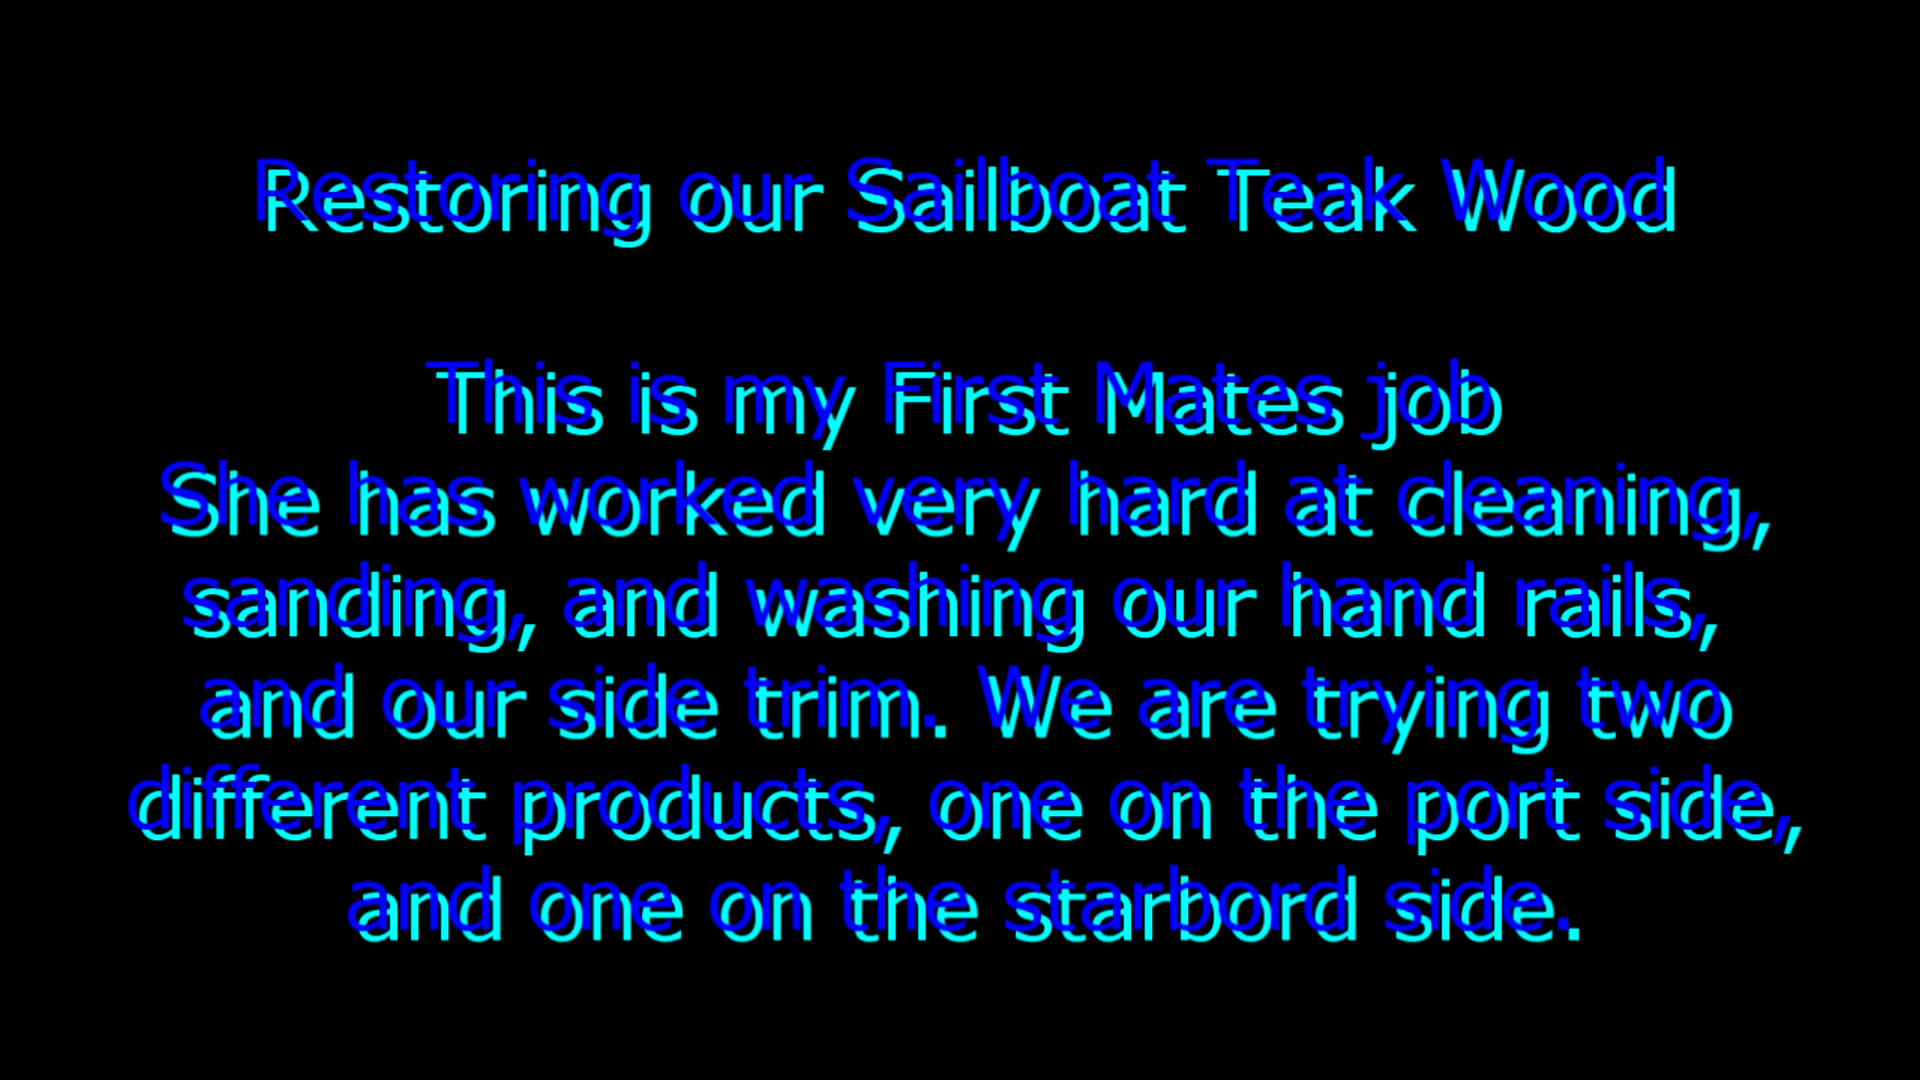 Restoring our Sailboat Teak Wood
This is my First Mates job
She has worked very hard at cleaning,
sanding, and washing our hand rails,
and our side trim. We are trying two
different products, one on the port side,
and one on the starbord side.